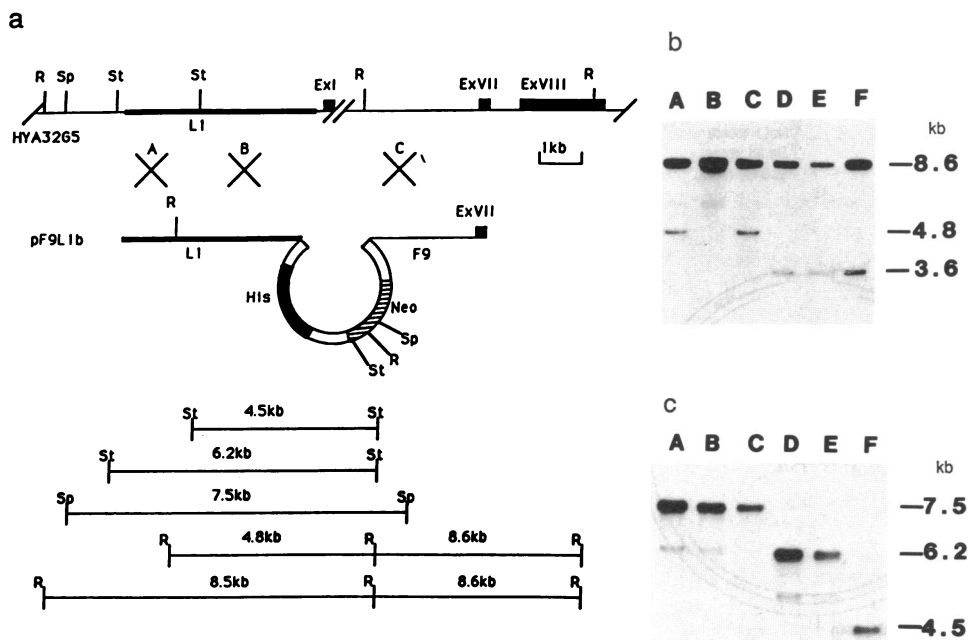 a
R Sp St St ExI R ExVII ExVIII R
L1
HYA32G5
1kb
A B C
R ExVII
pF9L1b
L1 F9
His Neo
Sp
R
St
St 4.5kb St
St 6.2kb St
Sp 7.5kb Sp
R 4.8kb R 8.6kb R
R 8.5kb R 8.6kb R
b
A B C D E F
kb
8.6
4.8
3.6
c
A B C D E F
kb
7.5
6.2
4.5